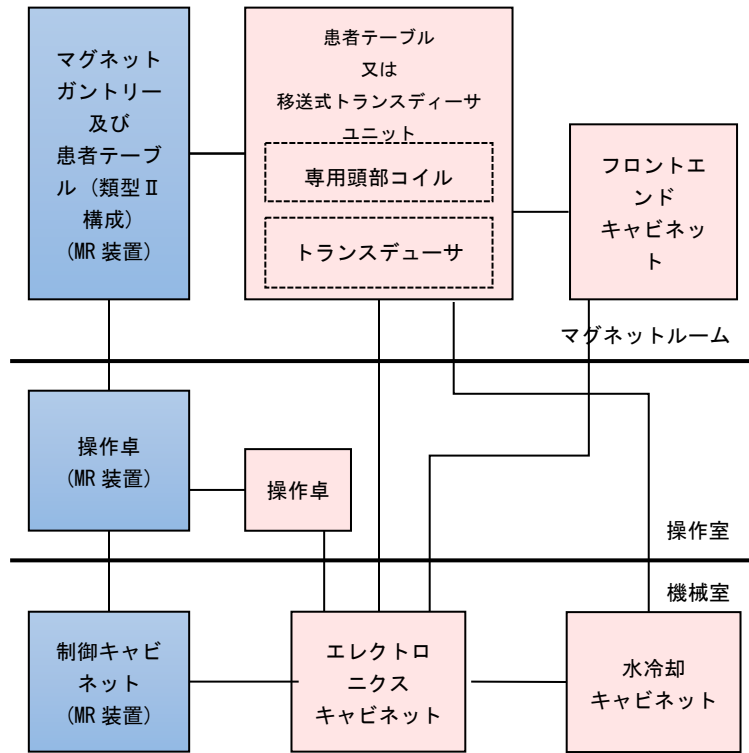 マグネット
ガントリー
及び
患者テーブ
ル（類型Ⅱ
構成）
（MR 装置）
患者テーブル
又は
移送式トランスディーサ
ユニット
専用頭部コイル
トランスデューサ
フロントエ
ンド
キャビネッ
ト
マグネットルーム
操作卓
（MR 装置）
操作卓
操作室
機械室
制御キャビ
ネット
（MR 装置）
エレクトロ
ニクス
キャビネット
水冷却
キャビネット